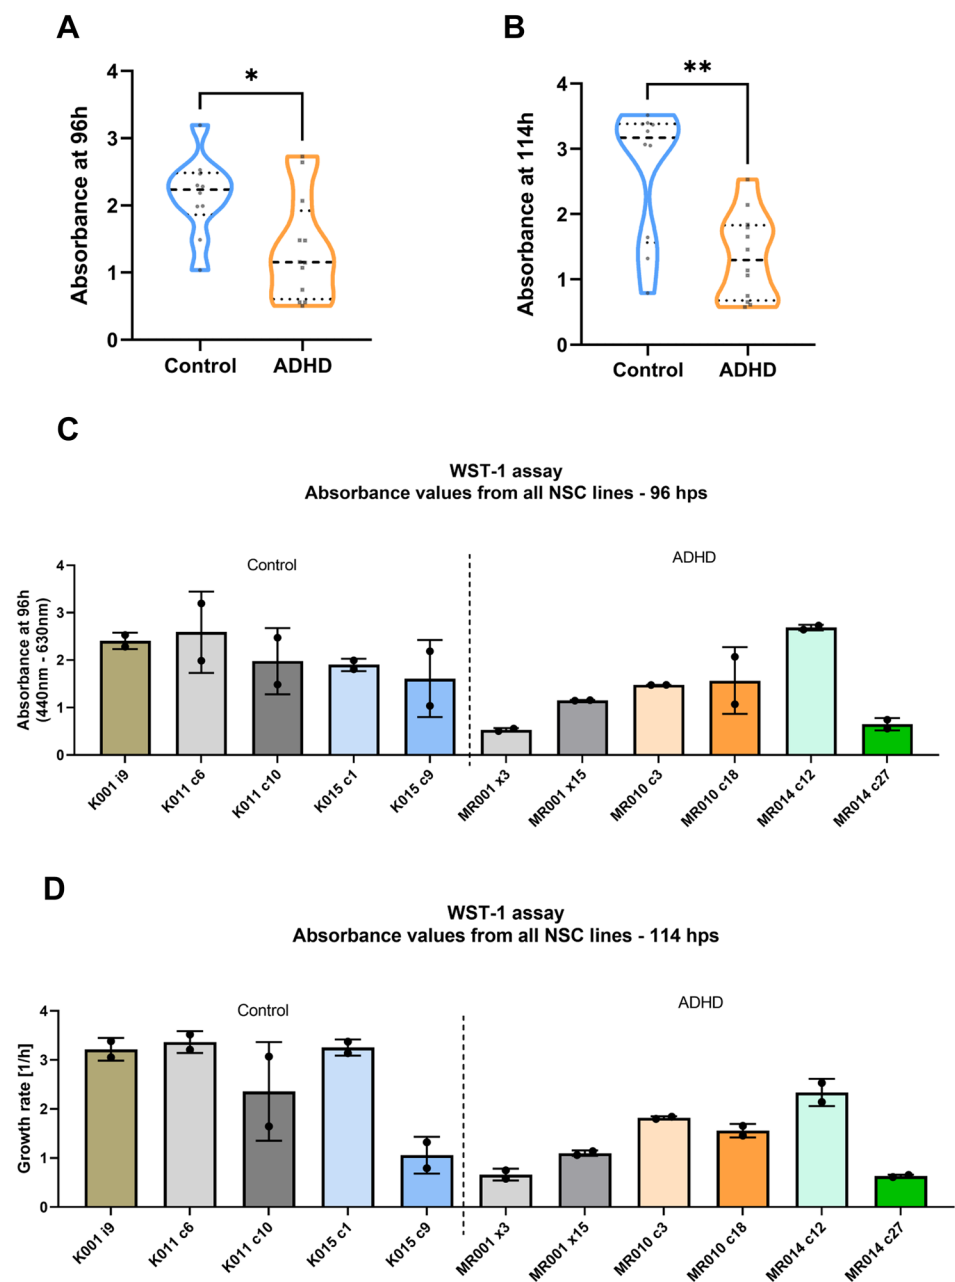 A
Absorbance at 96h
4
3
2
1
0
*
Control
ADHD
B
Absorbance at 114h
4
3
2
1
0
**
Control
ADHD
C
WST-1 assay
Absorbance values from all NSC lines - 96 hps
Absorbance at 96h
(440nm - 630nm)
4
3
2
1
0
Control
ADHD
K001 i9
K011 c6
K011 c10
K015 c1
K015 c9
MR001 x3
MR001 x15
MR010 c3
MR010 c18
MR014 c12
MR014 c27
D
WST-1 assay
Absorbance values from all NSC lines - 114 hps
Growth rate [1/h]
4
3
2
1
0
Control
ADHD
K001 i9
K011 c6
K011 c10
K015 c1
K015 c9
MR001 x3
MR001 x15
MR010 c3
MR010 c18
MR014 c12
MR014 c27